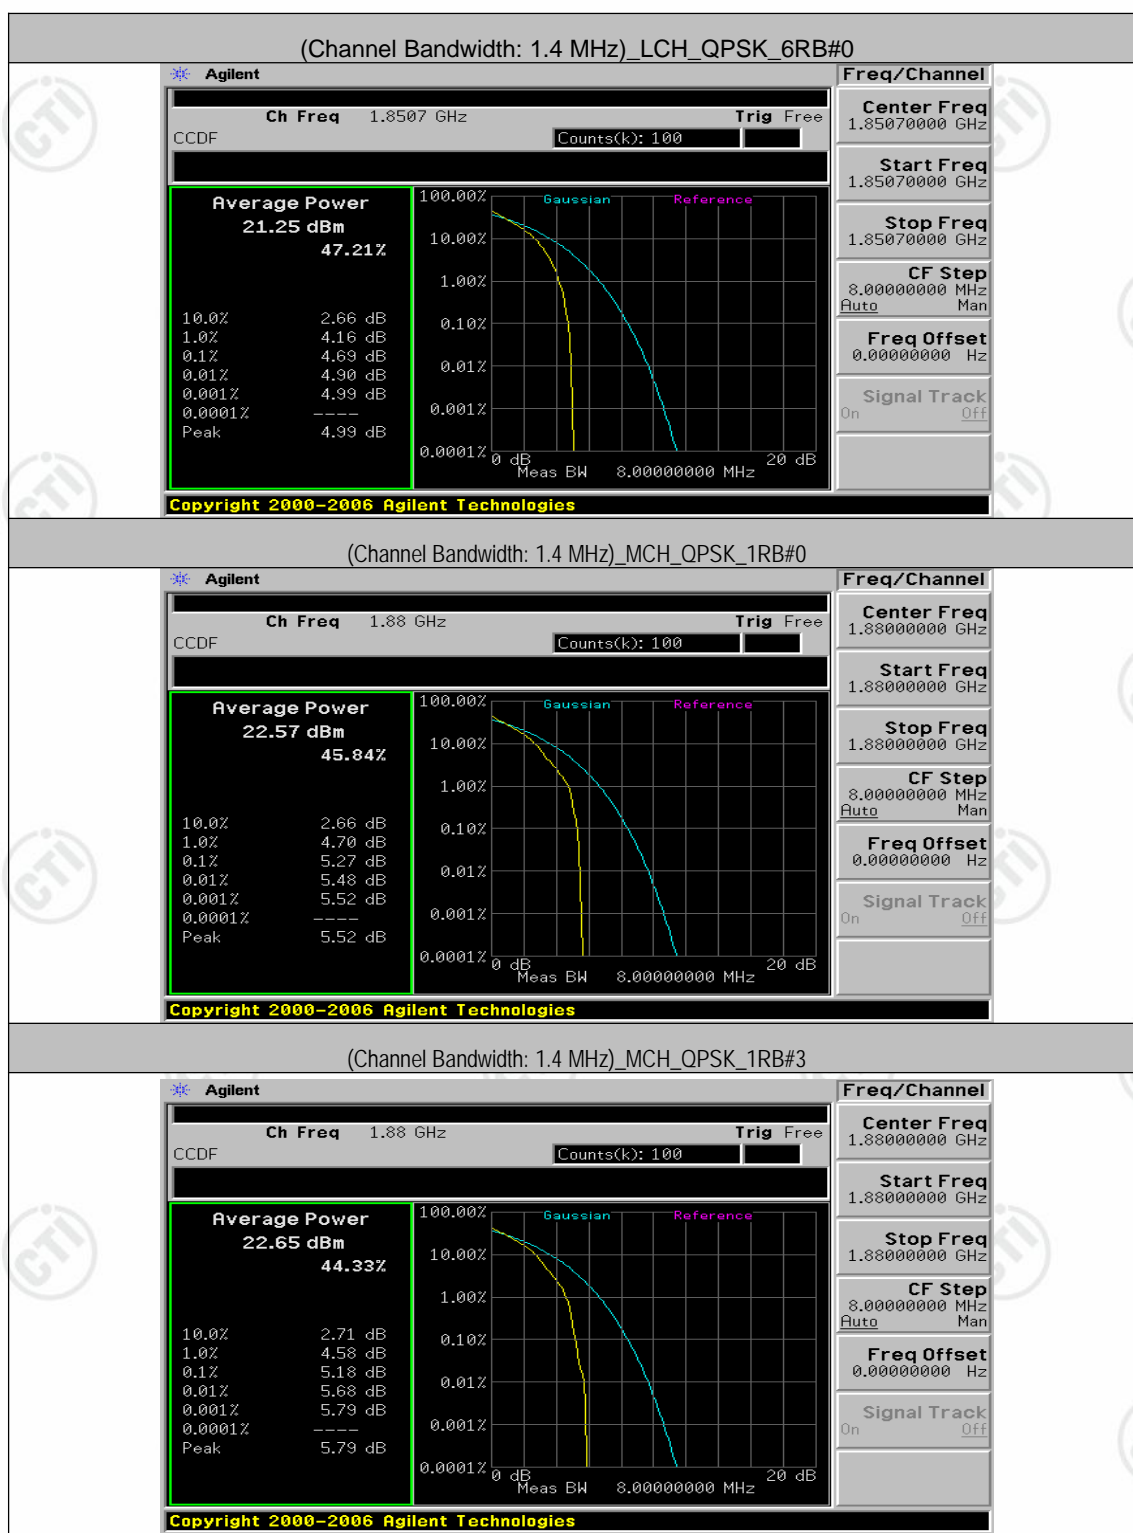 (Channel Bandwidth: 1.4 MHz)_LCH_QPSK_6RB#0
Agilent
Freq/Channel
Ch Freq 1.8507 GHz Trig Free
CCDF Counts(k): 100
Average Power
21.25 dBm
47.21%
10.0% 2.66 dB
1.0% 4.16 dB
0.1% 4.69 dB
0.01% 4.90 dB
0.001% 4.99 dB
0.0001% ----
Peak 4.99 dB
100.00%
Gaussian Reference
10.00%
1.00%
0.10%
0.01%
0.001%
0.0001%
0 dB 20 dB
Meas BW 8.00000000 MHz
Center Freq
1.85070000 GHz
Start Freq
1.85070000 GHz
Stop Freq
1.85070000 GHz
CF Step
8.00000000 MHz
Auto Man
Freq Offset
0.00000000 Hz
Signal Track
On Off
Copyright 2000-2006 Agilent Technologies
(Channel Bandwidth: 1.4 MHz)_MCH_QPSK_1RB#0
Agilent
Freq/Channel
Ch Freq 1.88 GHz Trig Free
CCDF Counts(k): 100
Average Power
22.57 dBm
45.84%
10.0% 2.66 dB
1.0% 4.70 dB
0.1% 5.27 dB
0.01% 5.48 dB
0.001% 5.52 dB
0.0001% ----
Peak 5.52 dB
100.00%
Gaussian Reference
10.00%
1.00%
0.10%
0.01%
0.001%
0.0001%
0 dB 20 dB
Meas BW 8.00000000 MHz
Center Freq
1.88000000 GHz
Start Freq
1.88000000 GHz
Stop Freq
1.88000000 GHz
CF Step
8.00000000 MHz
Auto Man
Freq Offset
0.00000000 Hz
Signal Track
On Off
Copyright 2000-2006 Agilent Technologies
(Channel Bandwidth: 1.4 MHz)_MCH_QPSK_1RB#3
Agilent
Freq/Channel
Ch Freq 1.88 GHz Trig Free
CCDF Counts(k): 100
Average Power
22.65 dBm
44.33%
10.0% 2.71 dB
1.0% 4.58 dB
0.1% 5.18 dB
0.01% 5.68 dB
0.001% 5.79 dB
0.0001% ----
Peak 5.79 dB
100.00%
Gaussian Reference
10.00%
1.00%
0.10%
0.01%
0.001%
0.0001%
0 dB 20 dB
Meas BW 8.00000000 MHz
Center Freq
1.88000000 GHz
Start Freq
1.88000000 GHz
Stop Freq
1.88000000 GHz
CF Step
8.00000000 MHz
Auto Man
Freq Offset
0.00000000 Hz
Signal Track
On Off
Copyright 2000-2006 Agilent Technologies
CTI
CTI
CTI
CTI